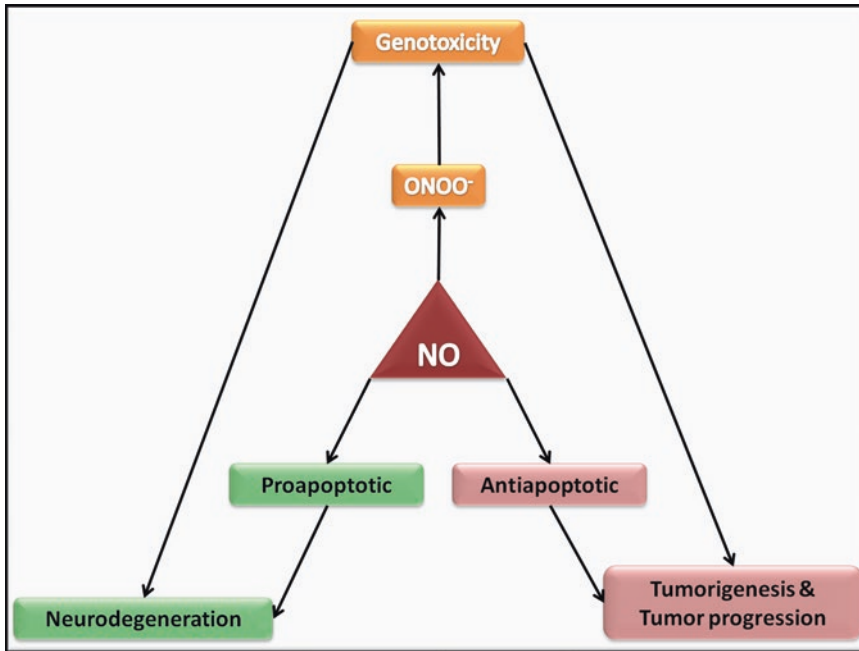 Genotoxicity
ONOO⁻
NO
Proapoptotic
Antiapoptotic
Neurodegeneration
Tumorigenesis &
Tumor progression